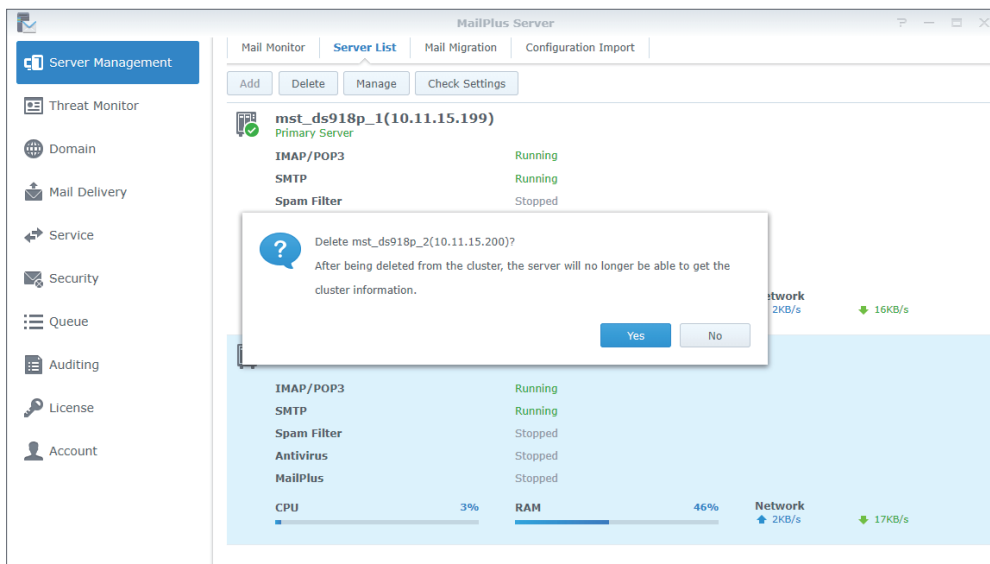 MailPlus Server
Server Management
Threat Monitor
Domain
Mail Delivery
Service
Security
Queue
Auditing
License
Account
Mail Monitor Server List Mail Migration Configuration Import
Add Delete Manage Check Settings
mst_ds918p_1(10.11.15.199)
Primary Server
IMAP/POP3 Running
SMTP Running
Spam Filter Stopped
Delete mst_ds918p_2(10.11.15.200)?
After being deleted from the cluster, the server will no longer be able to get the
cluster information.
Yes No
2KB/s 16KB/s
IMAP/POP3 Running
SMTP Running
Spam Filter Stopped
Antivirus Stopped
MailPlus Stopped
CPU 3% RAM 46% Network
2KB/s 17KB/s